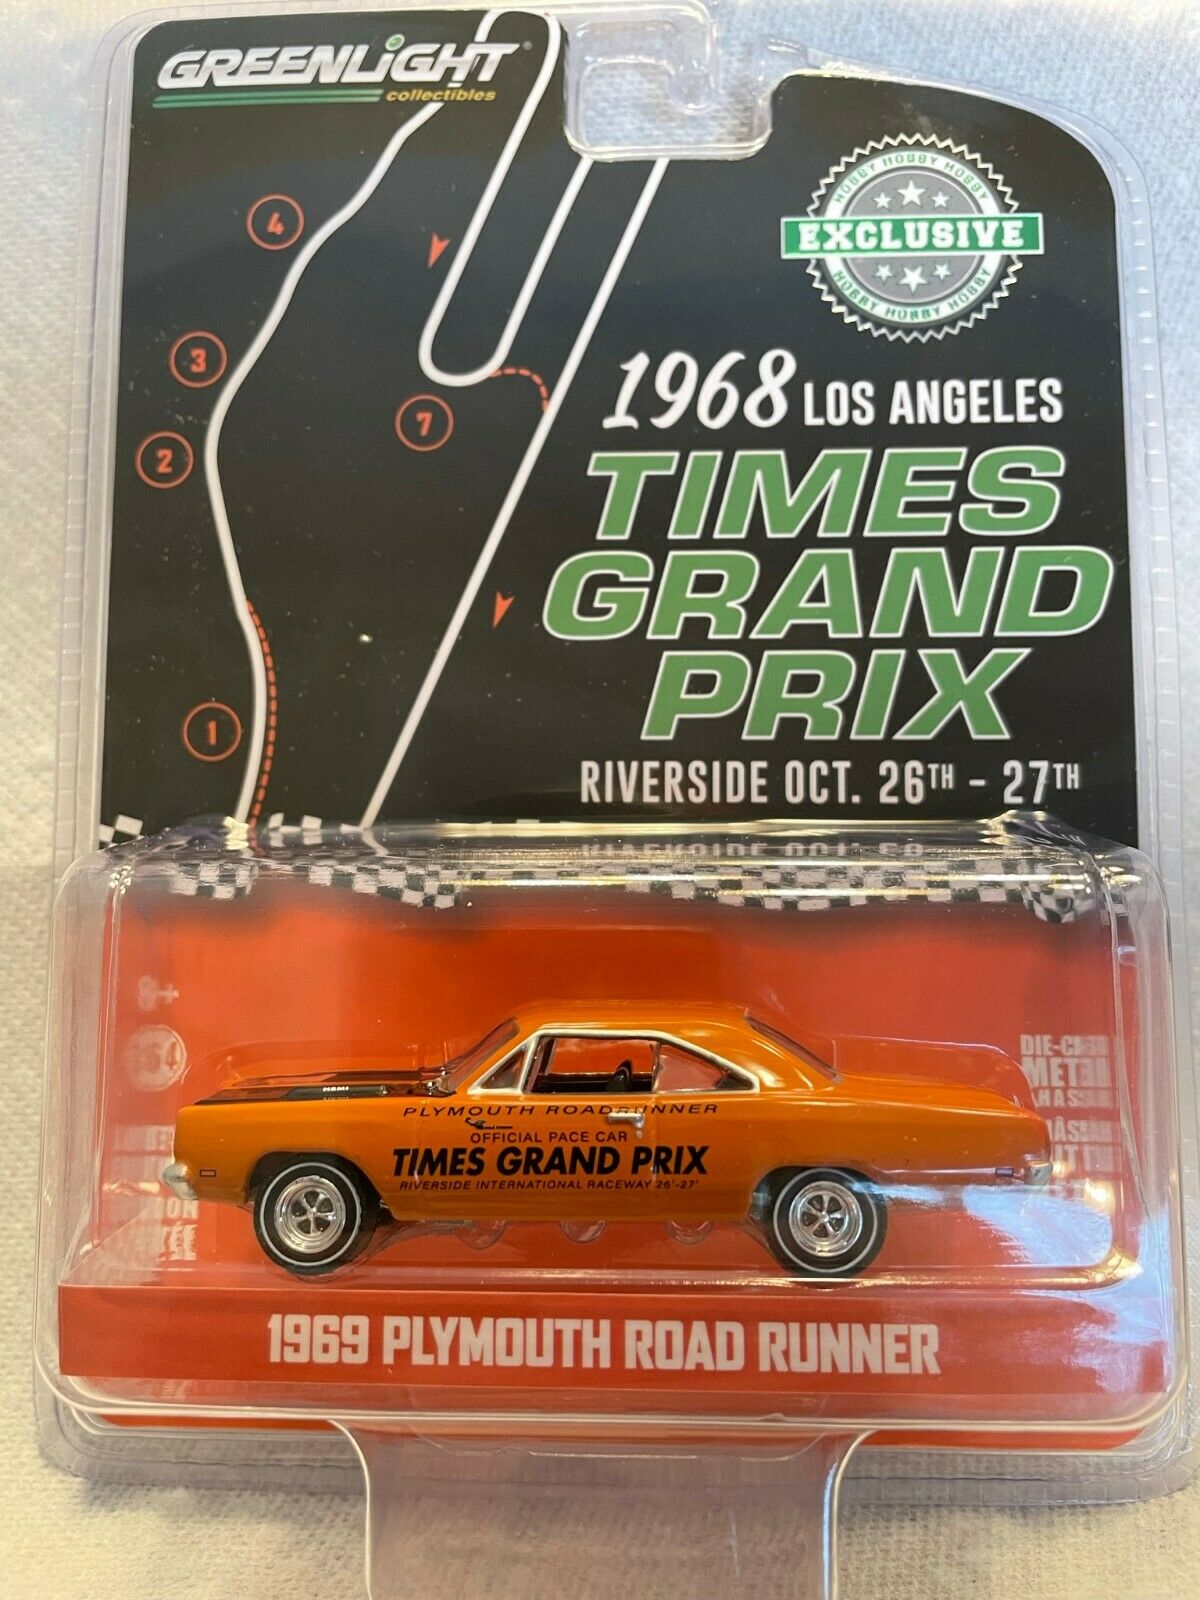 GREENLiGHT
collectibles
HOBBY HOBBY HOBBY
EXCLUSIVE
HOBBY HOBBY HOBBY
4
3
2
7
1
1968 LOS ANGELES
TIMES
GRAND
PRIX
RIVERSIDE OCT. 26TH - 27TH
HEMI
PLYMOUTH ROADRUNNER
OFFICIAL PACE CAR
TIMES GRAND PRIX
RIVERSIDE INTERNATIONAL RACEWAY 26'-27'
1969 PLYMOUTH ROAD RUNNER